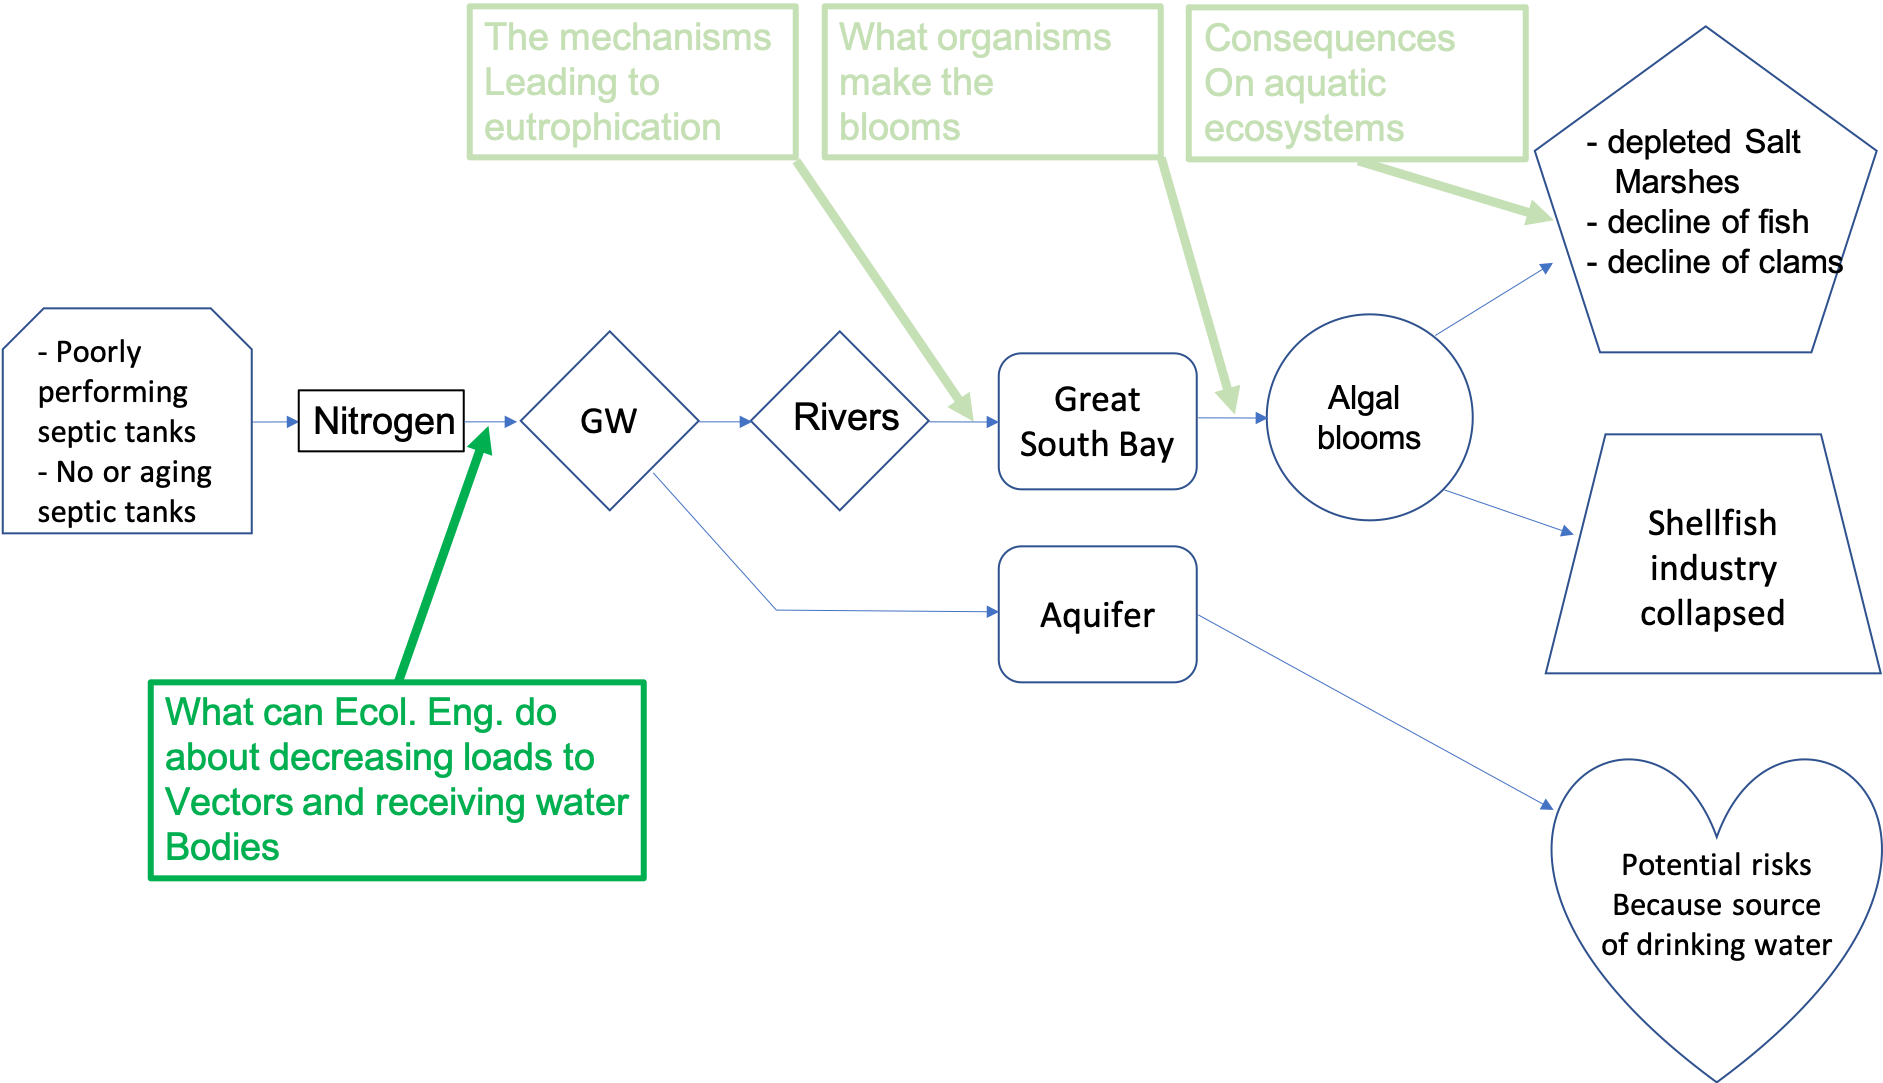 The mechanisms
Leading to
eutrophication
What organisms
make the
blooms
Consequences
On aquatic
ecosystems
- depleted Salt
Marshes
- decline of fish
- decline of clams
- Poorly
performing
septic tanks
- No or aging
septic tanks
Nitrogen
GW
Rivers
Great
South Bay
Algal
blooms
Shellfish
industry
collapsed
Aquifer
What can Ecol. Eng. do
about decreasing loads to
Vectors and receiving water
Bodies
Potential risks
Because source
of drinking water